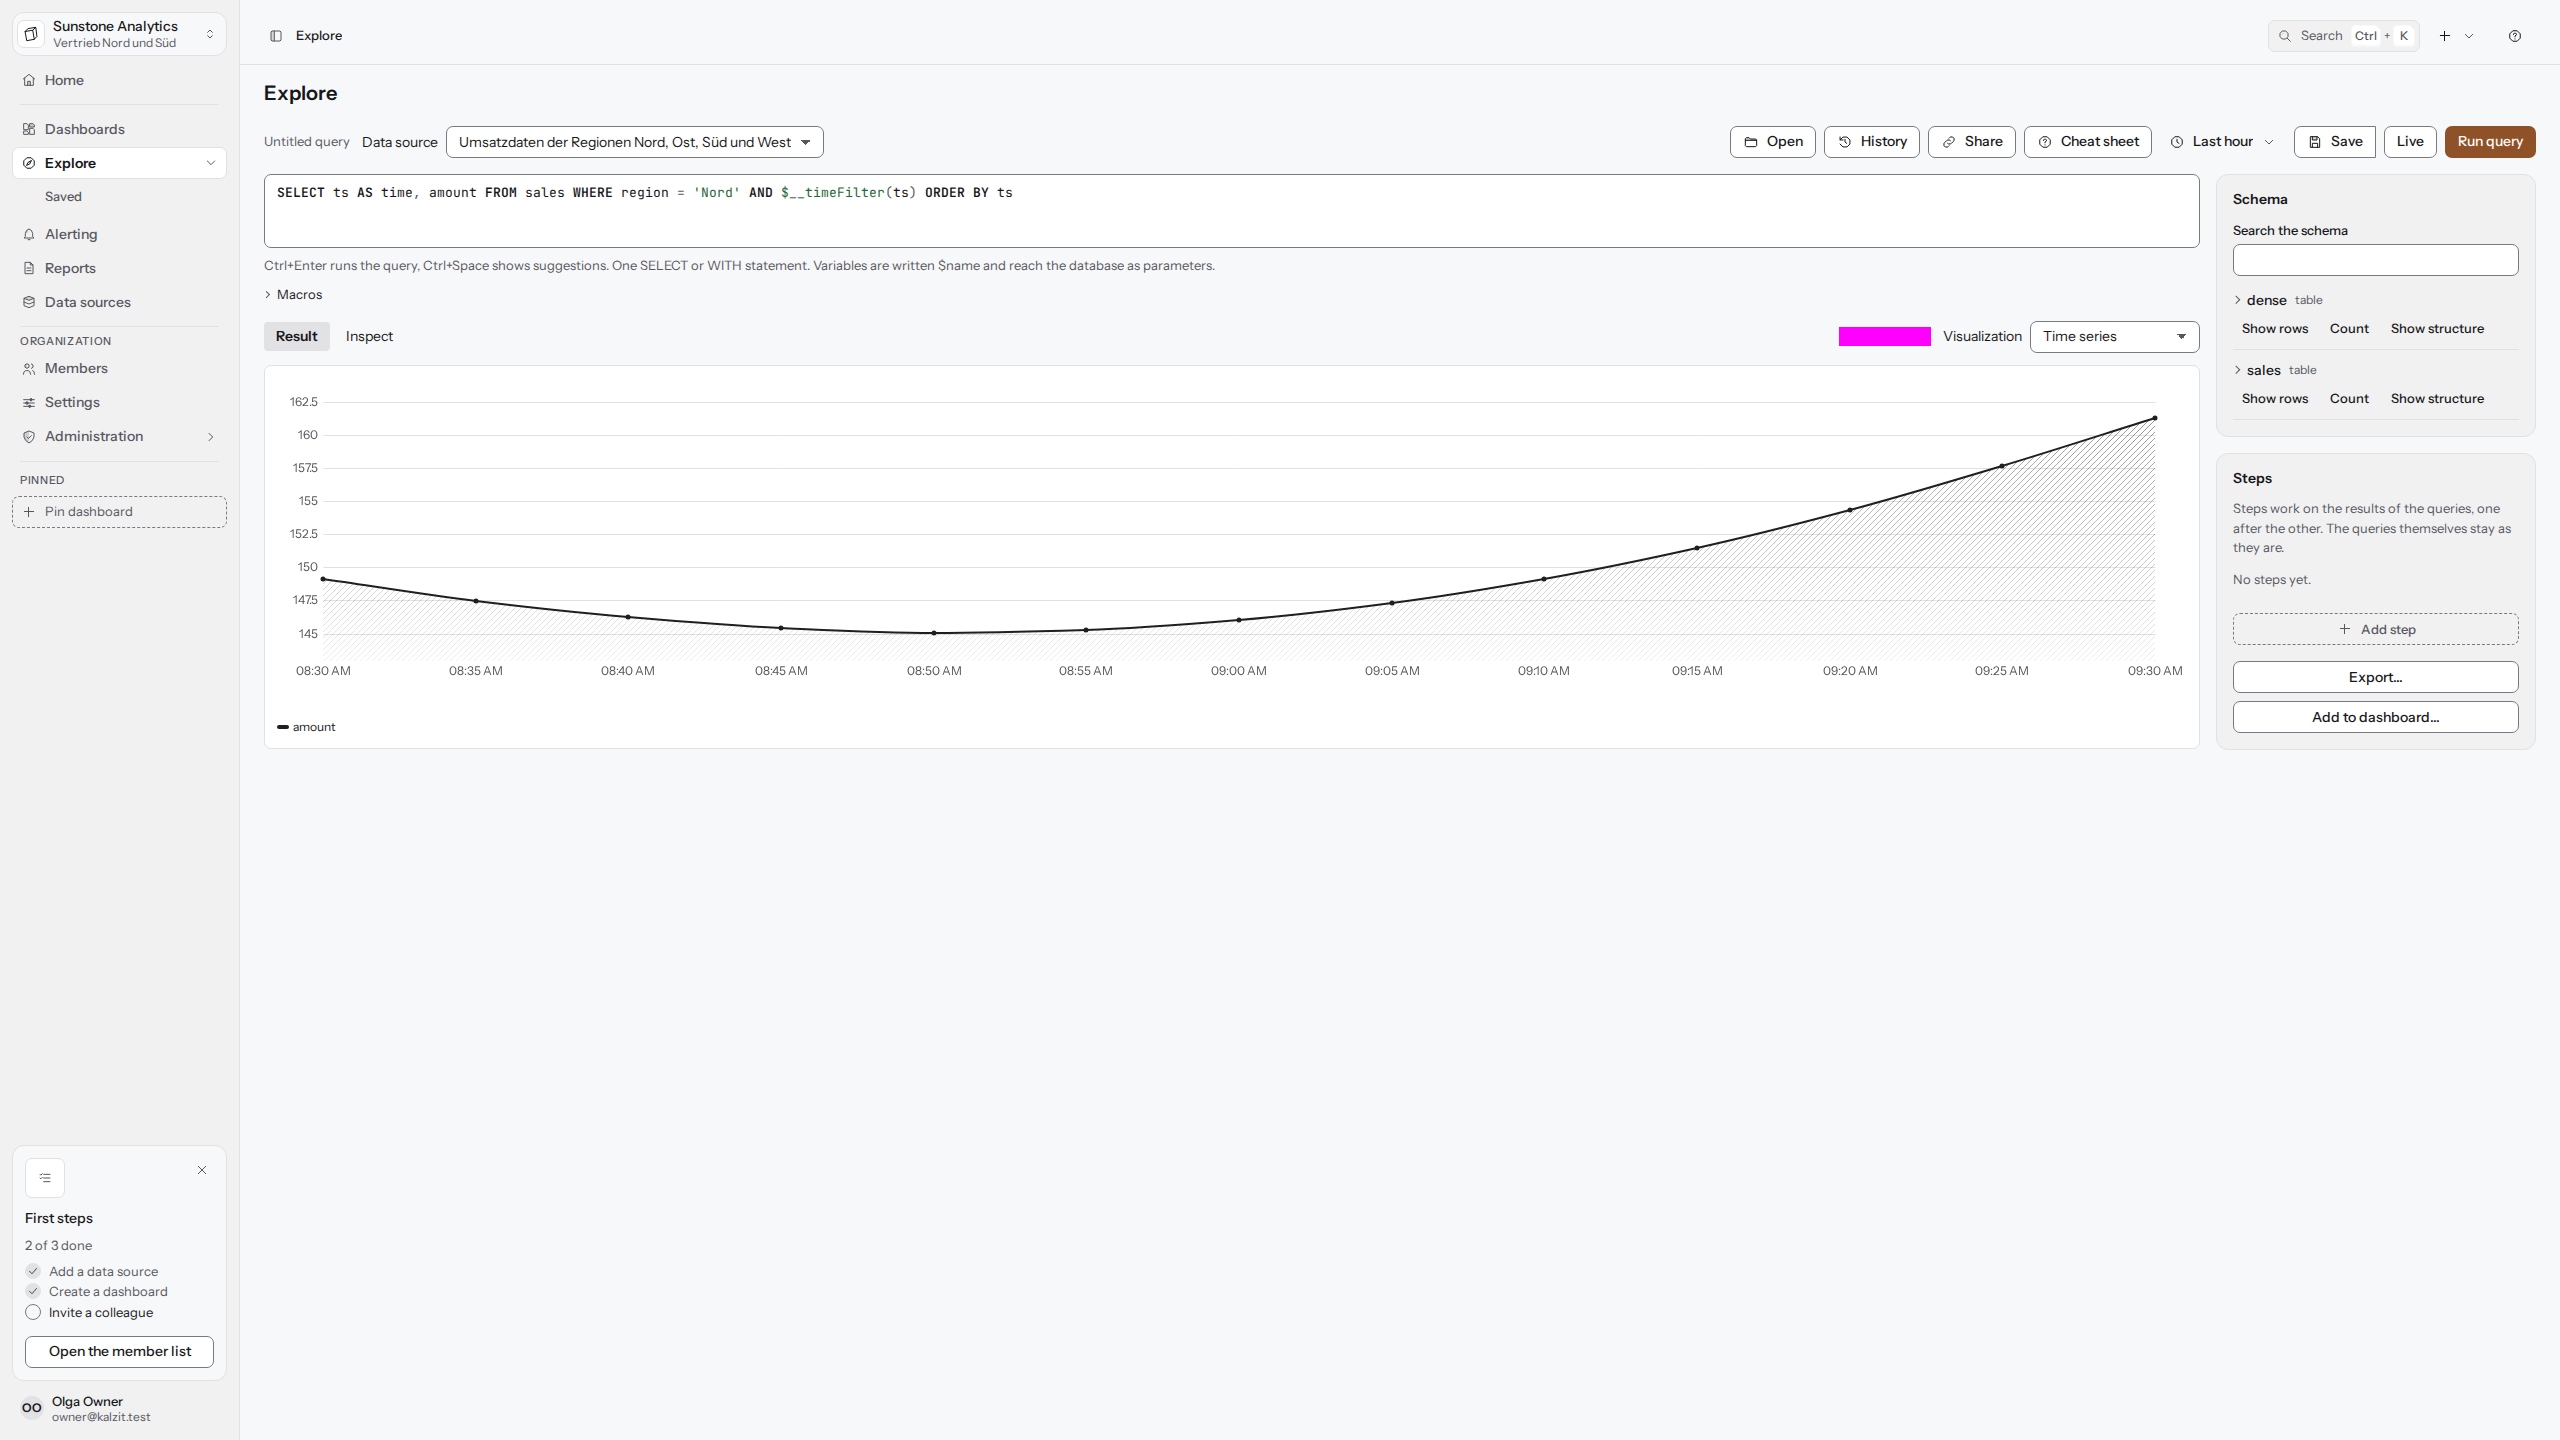 Sunstone Analytics
Vertrieb Nord und Süd
Home
Dashboards
Explore
Saved
Alerting
Reports
Data sources
ORGANIZATION
Members
Settings
Administration
PINNED
Pin dashboard
First steps
2 of 3 done
Add a data source
Create a dashboard
Invite a colleague
Open the member list
OO
Olga Owner
owner@kalzit.test
Explore
Search Ctrl + K
Explore
Untitled query Data source Umsatzdaten der Regionen Nord, Ost, Süd und West
Open History Share Cheat sheet Last hour Save Live Run query
SELECT ts AS time, amount FROM sales WHERE region = 'Nord' AND $__timeFilter(ts) ORDER BY ts
Ctrl+Enter runs the query, Ctrl+Space shows suggestions. One SELECT or WITH statement. Variables are written $name and reach the database as parameters.
Macros
Result Inspect
Visualization Time series
162.5
160
157.5
155
152.5
150
147.5
145
08:30 AM 08:35 AM 08:40 AM 08:45 AM 08:50 AM 08:55 AM 09:00 AM 09:05 AM 09:10 AM 09:15 AM 09:20 AM 09:25 AM 09:30 AM
amount
Schema
Search the schema
dense table
Show rows Count Show structure
sales table
Show rows Count Show structure
Steps
Steps work on the results of the queries, one
after the other. The queries themselves stay as
they are.
No steps yet.
Add step
Export...
Add to dashboard...